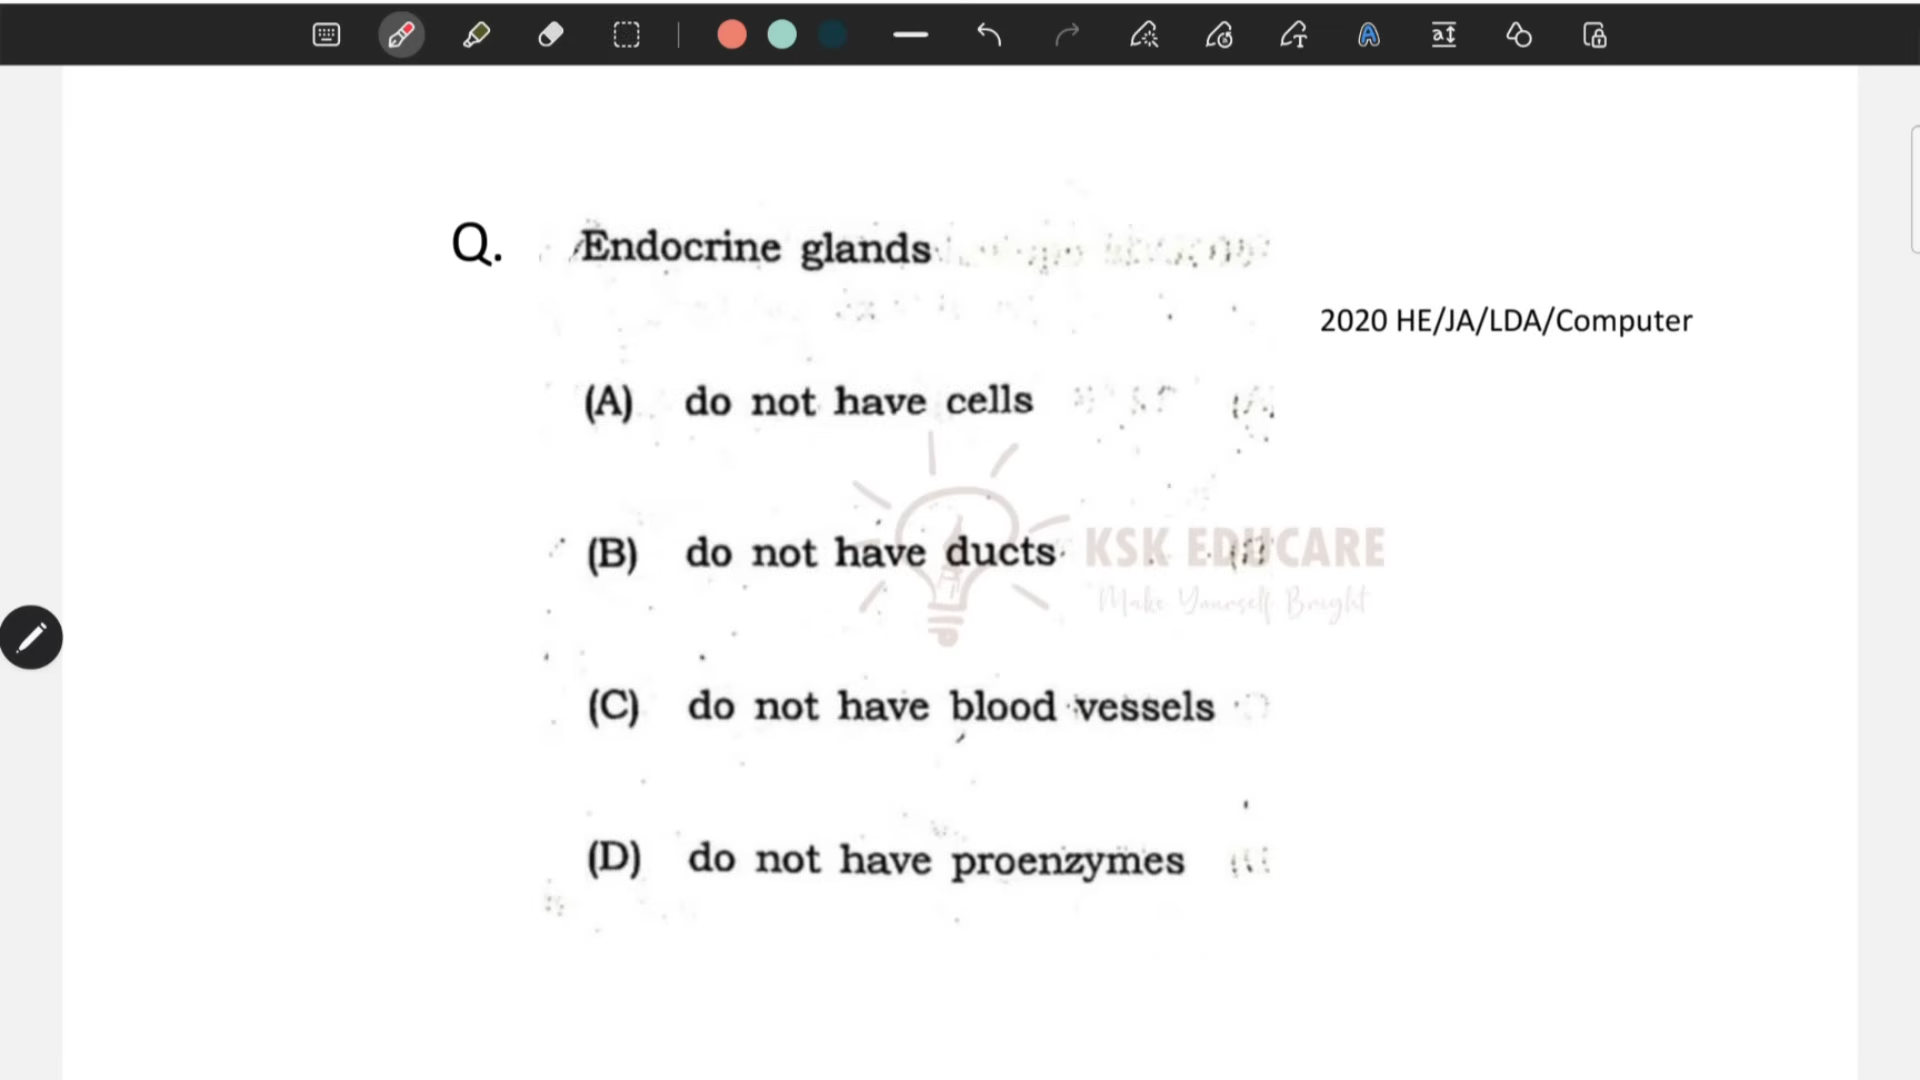 Q. Endocrine glands
2020 HE/JA/LDA/Computer
(A) do not have cells
(B) do not have ducts
KSK EDUCARE
Make Yourself Bright
(C) do not have blood vessels
(D) do not have proenzymes